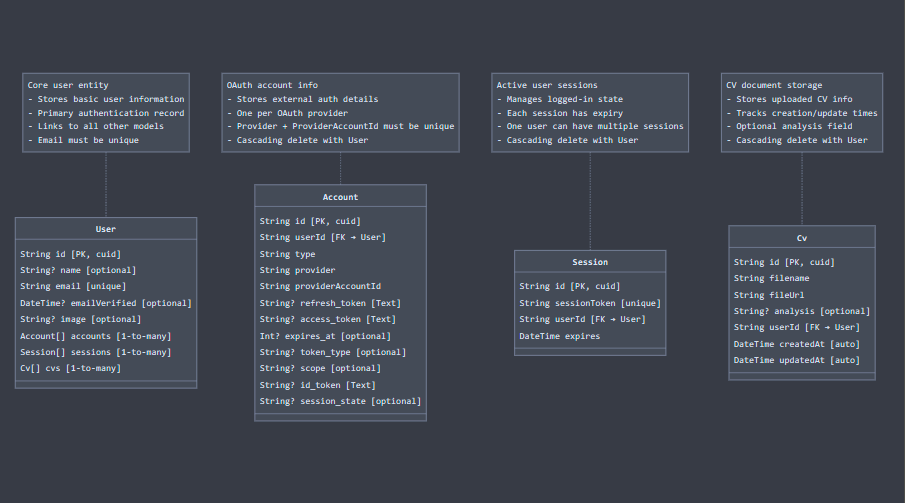 Core user entity
- Stores basic user information
- Primary authentication record
- Links to all other models
- Email must be unique
OAuth account info
- Stores external auth details
- One per OAuth provider
- Provider + ProviderAccountId must be unique
- Cascading delete with User
Active user sessions
- Manages logged-in state
- Each session has expiry
- One user can have multiple sessions
- Cascading delete with User
CV document storage
- Stores uploaded CV info
- Tracks creation/update times
- Optional analysis field
- Cascading delete with User
User
String id [PK, cuid]
String? name [optional]
String email [unique]
DateTime? emailVerified [optional]
String? image [optional]
Account[] accounts [1-to-many]
Session[] sessions [1-to-many]
Cv[] cvs [1-to-many]
Account
String id [PK, cuid]
String userId [FK → User]
String type
String provider
String providerAccountId
String? refresh_token [Text]
String? access_token [Text]
Int? expires_at [optional]
String? token_type [optional]
String? scope [optional]
String? id_token [Text]
String? session_state [optional]
Session
String id [PK, cuid]
String sessionToken [unique]
String userId [FK → User]
DateTime expires
Cv
String id [PK, cuid]
String filename
String fileUrl
String? analysis [optional]
String userId [FK → User]
DateTime createdAt [auto]
DateTime updatedAt [auto]